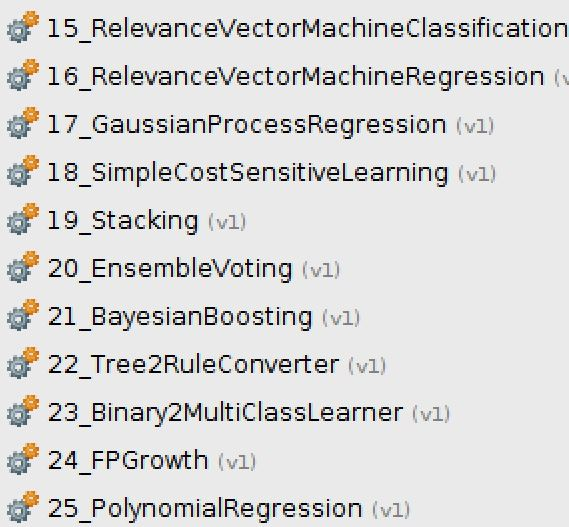 15_RelevanceVectorMachineClassification
16_RelevanceVectorMachineRegression (v
17_GaussianProcessRegression (v1)
18_SimpleCostSensitiveLearning (v1)
19_Stacking (v1)
20_EnsembleVoting (v1)
21_BayesianBoosting (v1)
22_Tree2RuleConverter (v1)
23_Binary2MultiClassLearner (v1)
24_FPGrowth (v1)
25_PolynomialRegression (v1)